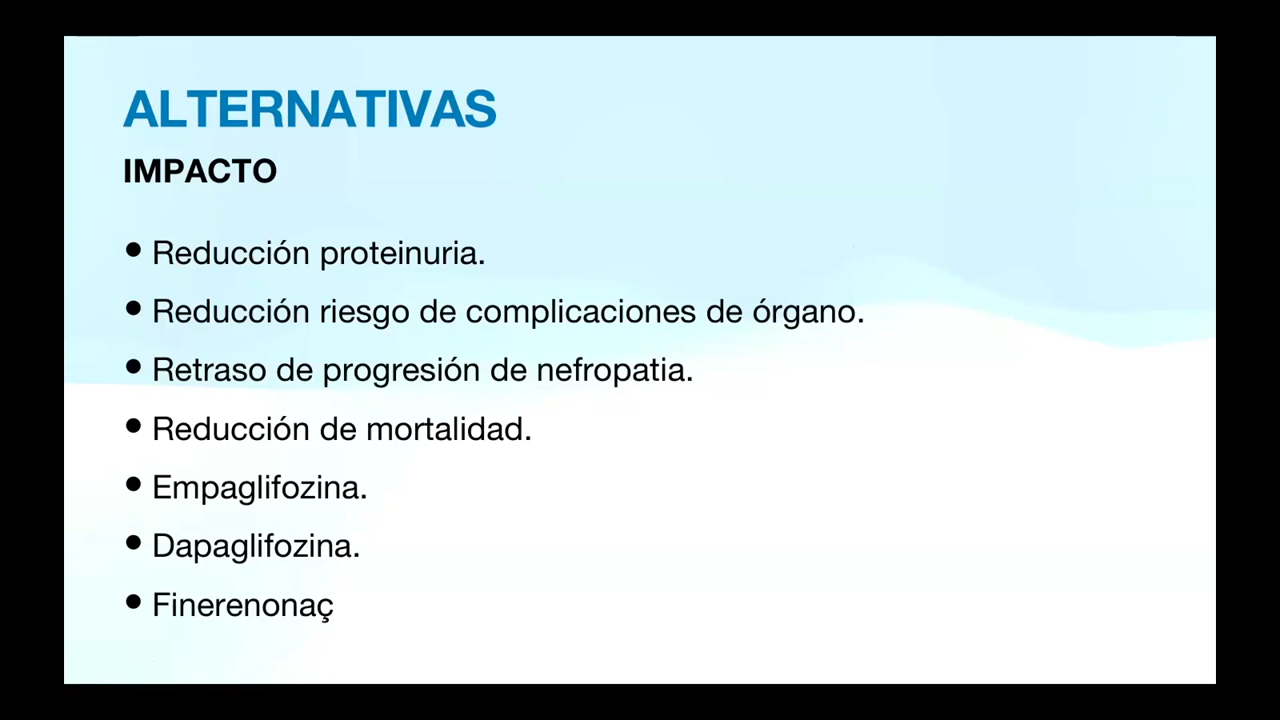 ALTERNATIVAS
IMPACTO
• Reducción proteinuria.
• Reducción riesgo de complicaciones de órgano.
• Retraso de progresión de nefropatia.
• Reducción de mortalidad.
• Empaglifozina.
• Dapaglifozina.
• Finerenonaç